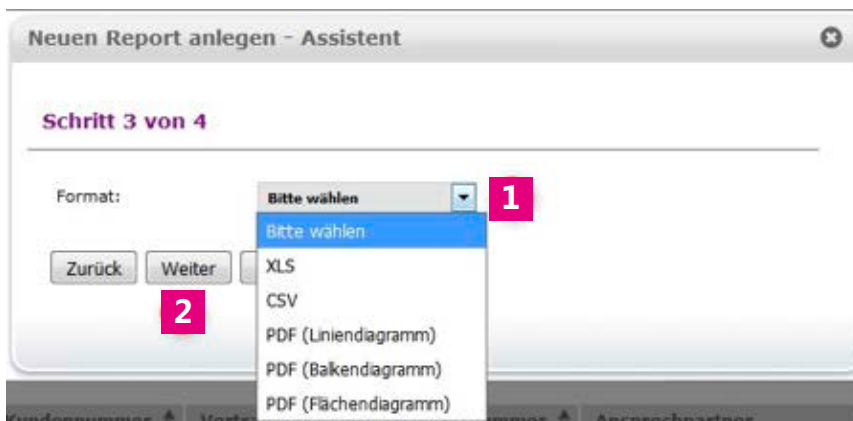 Neuen Report anlegen - Assistent
Schritt 3 von 4
Format:
Bitte wählen
1
Bitte wählen
Zurück
Weiter
2
XLS
CSV
PDF (Liniendiagramm)
PDF (Balkendiagramm)
PDF (Flächendiagramm)
Kundennummer
Ansprechpartner